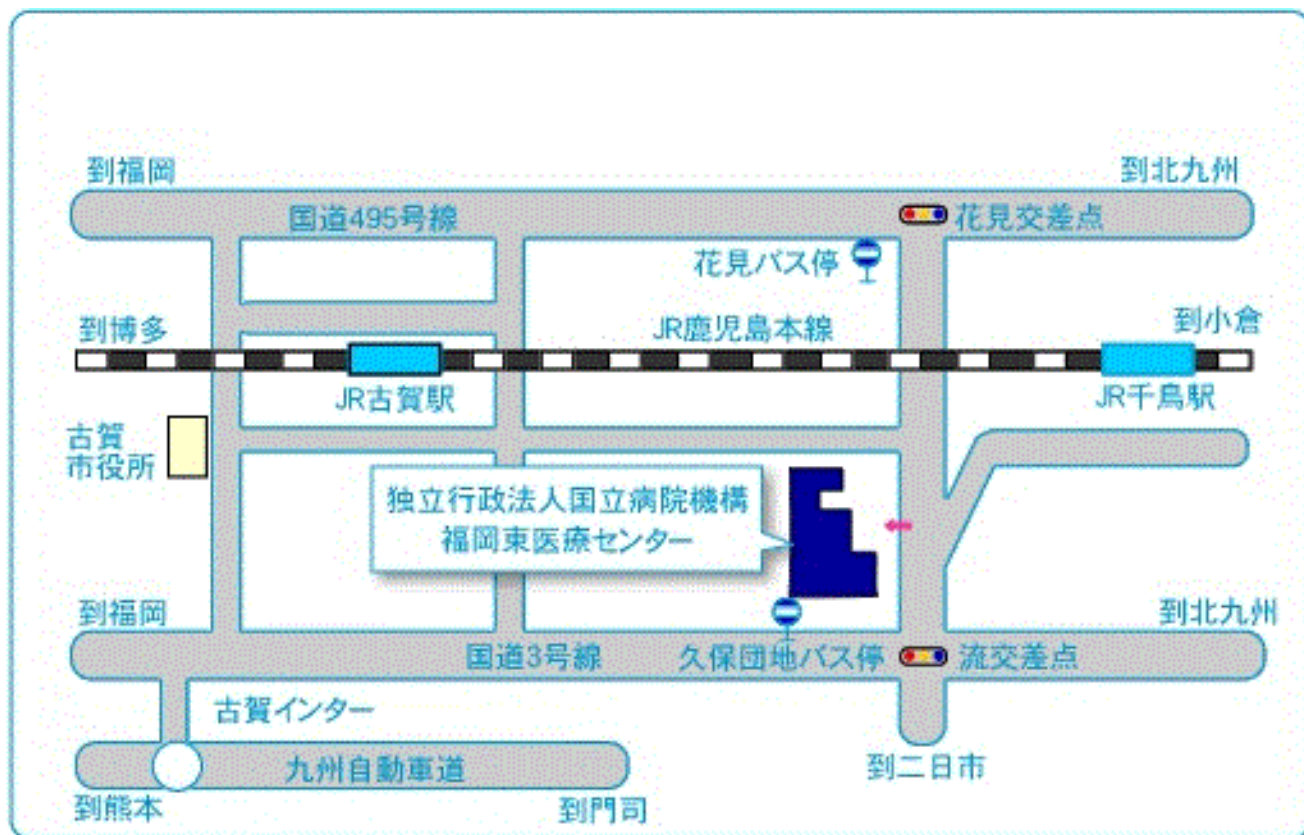 到福岡
到北九州
国道495号線
花見交差点
花見バス停
到博多
JR鹿児島本線
到小倉
JR古賀駅
JR千鳥駅
古賀
市役所
独立行政法人国立病院機構
福岡東医療センター
到福岡
到北九州
国道3号線
久保団地バス停
流交差点
古賀インター
九州自動車道
到二日市
到熊本
到門司